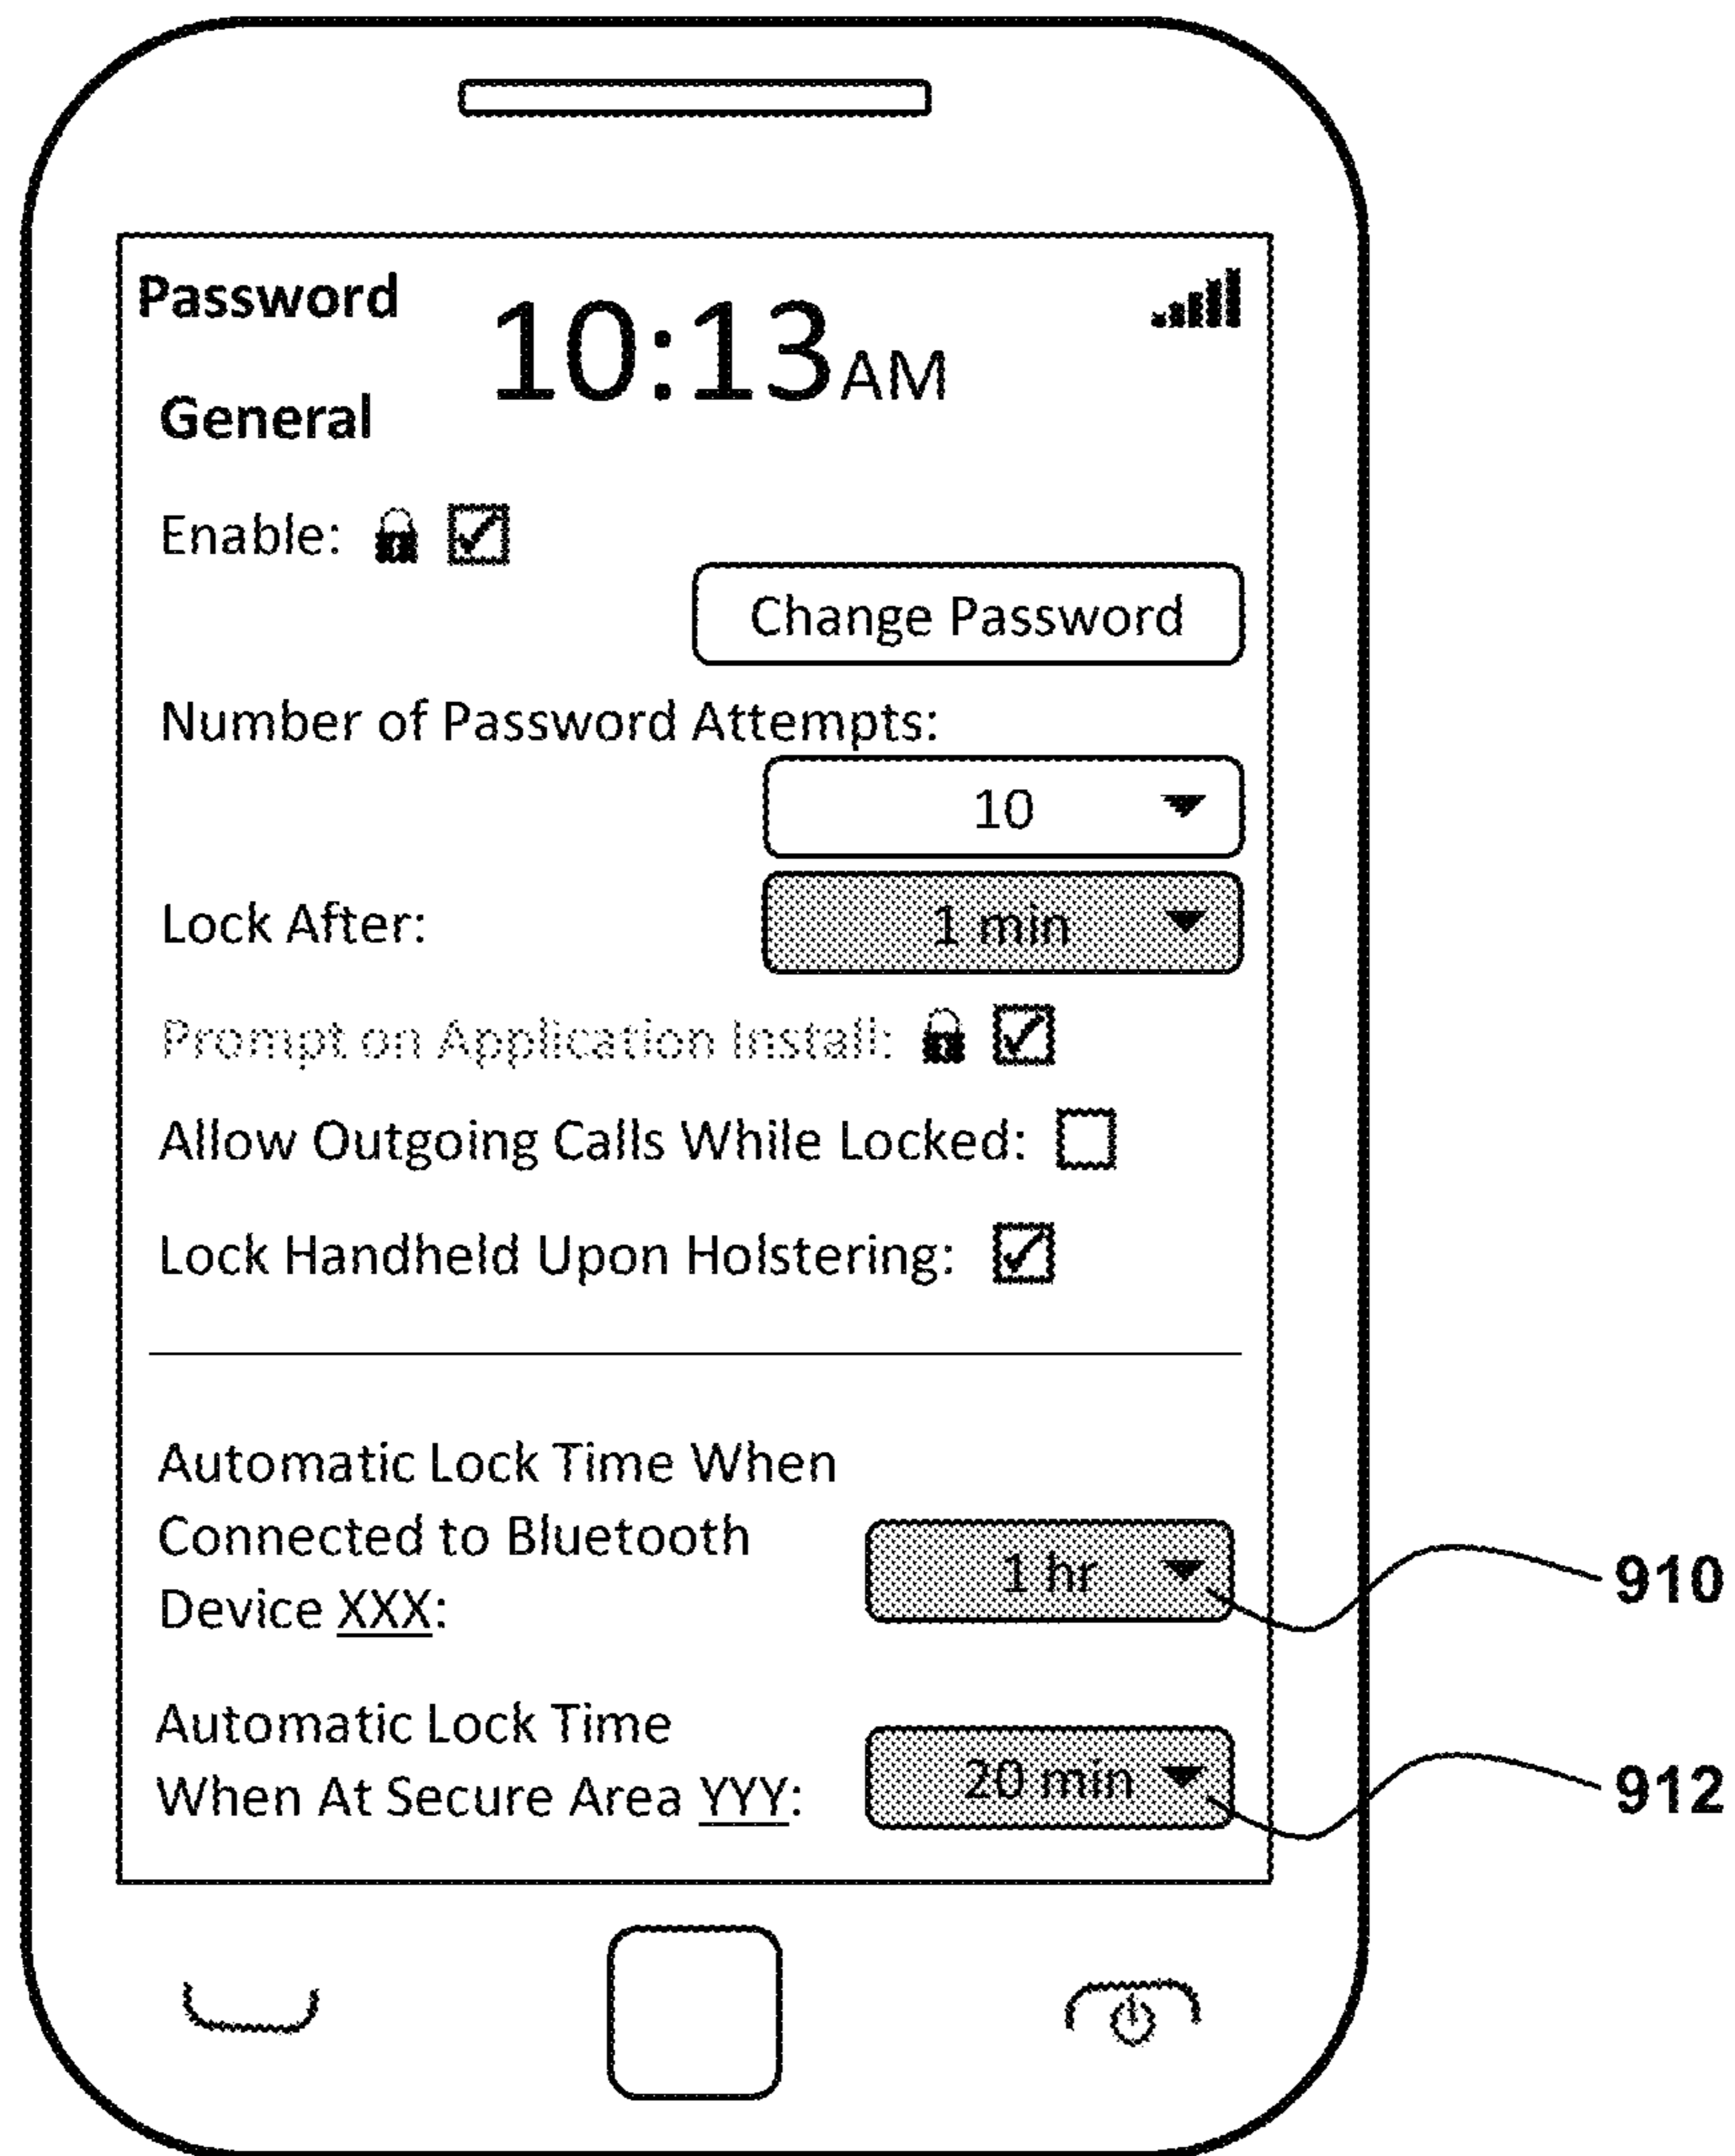 Password
10:13 AM
General
Enable:
Change Password
Number of Password Attempts:
10
Lock After:
1 min
Prompt on Application Install:
Allow Outgoing Calls While Locked:
Lock Handheld Upon Holstering:
Automatic Lock Time When
Connected to Bluetooth
Device XXX:
1 hr
910
Automatic Lock Time
When At Secure Area YYY:
20 min
912